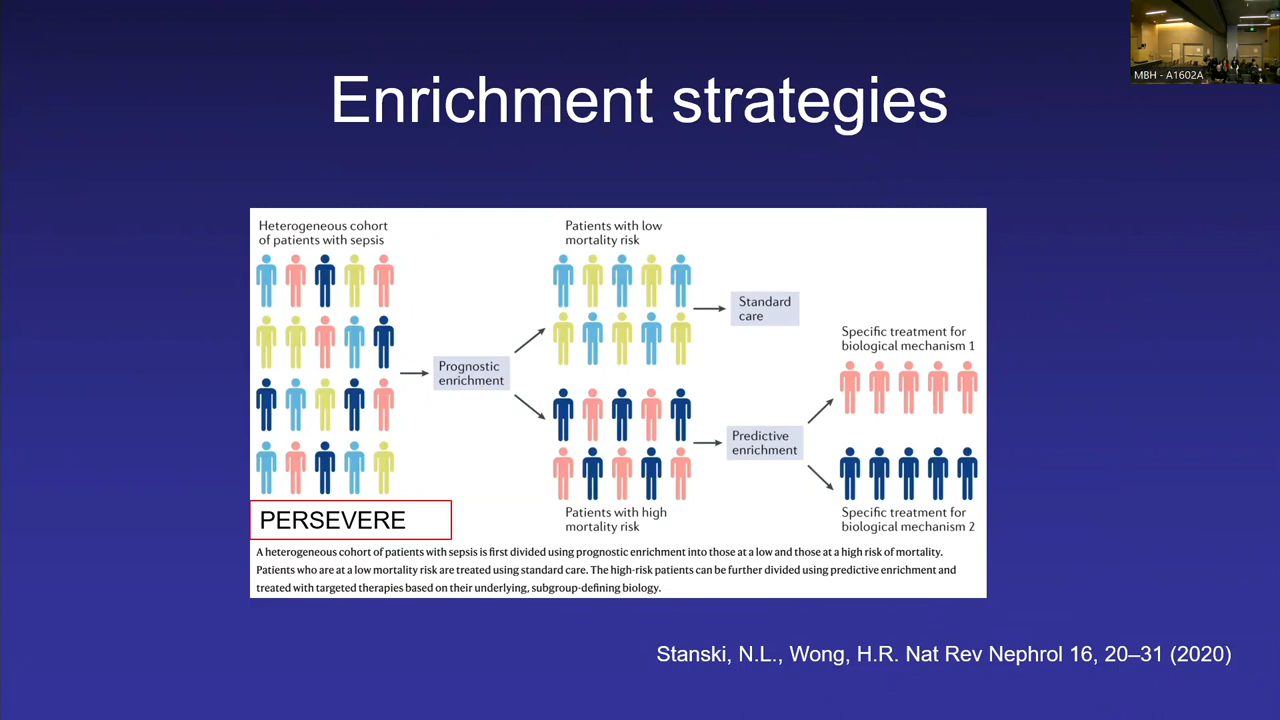 MBH - A1602A
Enrichment strategies
Heterogeneous cohort
of patients with sepsis
Patients with low
mortality risk
Standard
care
Prognostic
enrichment
Specific treatment for
biological mechanism 1
Predictive
enrichment
Patients with high
mortality risk
Specific treatment for
biological mechanism 2
PERSEVERE
A heterogeneous cohort of patients with sepsis is first divided using prognostic enrichment into those at a low and those at a high risk of mortality.
Patients who are at a low mortality risk are treated using standard care. The high-risk patients can be further divided using predictive enrichment and
treated with targeted therapies based on their underlying, subgroup-defining biology.
Stanski, N.L., Wong, H.R. Nat Rev Nephrol 16, 20–31 (2020)